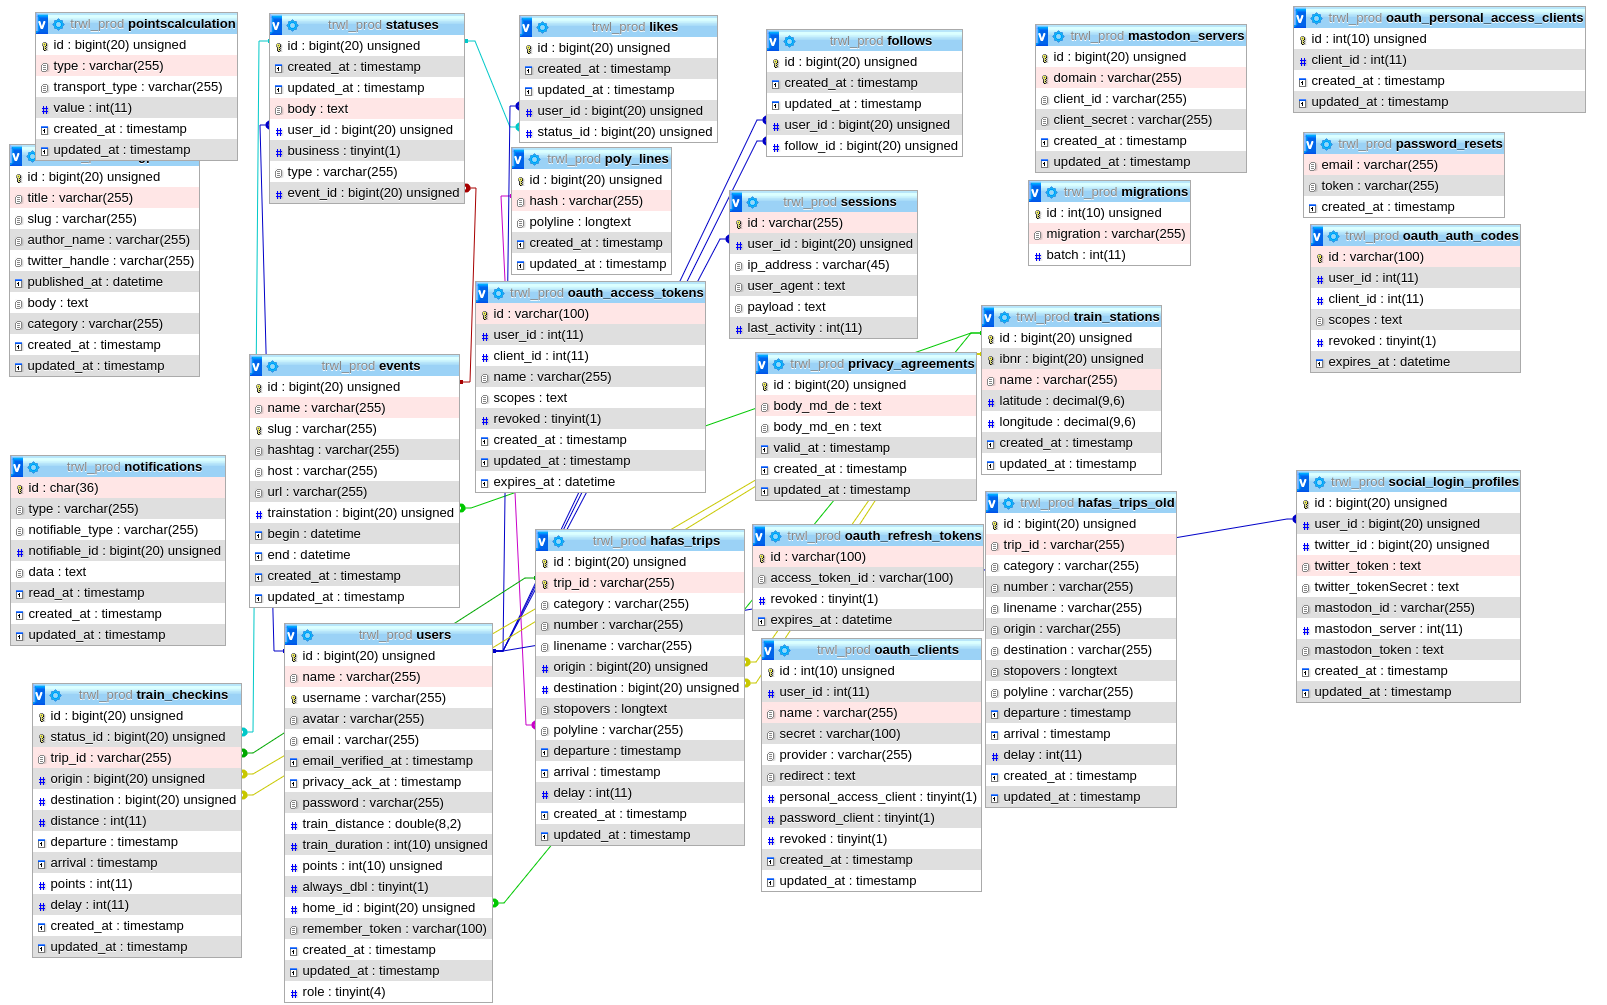 trwl_prod pointscalculation
id : bigint(20) unsigned
type : varchar(255)
transport_type : varchar(255)
value : int(11)
created_at : timestamp
updated_at : timestamp
id : bigint(20) unsigned
title : varchar(255)
slug : varchar(255)
author_name : varchar(255)
twitter_handle : varchar(255)
published_at : datetime
body : text
category : varchar(255)
created_at : timestamp
updated_at : timestamp
trwl_prod notifications
id : char(36)
type : varchar(255)
notifiable_type : varchar(255)
notifiable_id : bigint(20) unsigned
data : text
read_at : timestamp
created_at : timestamp
updated_at : timestamp
trwl_prod train_checkins
id : bigint(20) unsigned
status_id : bigint(20) unsigned
trip_id : varchar(255)
origin : bigint(20) unsigned
destination : bigint(20) unsigned
distance : int(11)
departure : timestamp
arrival : timestamp
points : int(11)
delay : int(11)
created_at : timestamp
updated_at : timestamp
trwl_prod statuses
id : bigint(20) unsigned
created_at : timestamp
updated_at : timestamp
body : text
user_id : bigint(20) unsigned
business : tinyint(1)
type : varchar(255)
event_id : bigint(20) unsigned
trwl_prod events
id : bigint(20) unsigned
name : varchar(255)
slug : varchar(255)
hashtag : varchar(255)
host : varchar(255)
url : varchar(255)
trainstation : bigint(20) unsigned
begin : datetime
end : datetime
created_at : timestamp
updated_at : timestamp
trwl_prod users
id : bigint(20) unsigned
name : varchar(255)
username : varchar(255)
avatar : varchar(255)
email : varchar(255)
email_verified_at : timestamp
privacy_ack_at : timestamp
password : varchar(255)
train_distance : double(8,2)
train_duration : int(10) unsigned
points : int(10) unsigned
always_dbl : tinyint(1)
home_id : bigint(20) unsigned
remember_token : varchar(100)
created_at : timestamp
updated_at : timestamp
role : tinyint(4)
trwl_prod likes
id : bigint(20) unsigned
created_at : timestamp
updated_at : timestamp
user_id : bigint(20) unsigned
status_id : bigint(20) unsigned
trwl_prod poly_lines
id : bigint(20) unsigned
hash : varchar(255)
polyline : longtext
created_at : timestamp
updated_at : timestamp
trwl_prod oauth_access_tokens
id : varchar(100)
user_id : int(11)
client_id : int(11)
name : varchar(255)
scopes : text
revoked : tinyint(1)
created_at : timestamp
updated_at : timestamp
expires_at : datetime
trwl_prod hafas_trips
id : bigint(20) unsigned
trip_id : varchar(255)
category : varchar(255)
number : varchar(255)
linename : varchar(255)
origin : bigint(20) unsigned
destination : bigint(20) unsigned
stopovers : longtext
polyline : varchar(255)
departure : timestamp
arrival : timestamp
delay : int(11)
created_at : timestamp
updated_at : timestamp
trwl_prod follows
id : bigint(20) unsigned
created_at : timestamp
updated_at : timestamp
user_id : bigint(20) unsigned
follow_id : bigint(20) unsigned
trwl_prod sessions
id : varchar(255)
user_id : bigint(20) unsigned
ip_address : varchar(45)
user_agent : text
payload : text
last_activity : int(11)
trwl_prod privacy_agreements
id : bigint(20) unsigned
body_md_de : text
body_md_en : text
valid_at : timestamp
created_at : timestamp
updated_at : timestamp
trwl_prod oauth_refresh_tokens
id : varchar(100)
access_token_id : varchar(100)
revoked : tinyint(1)
expires_at : datetime
trwl_prod oauth_clients
id : int(10) unsigned
user_id : int(11)
name : varchar(255)
secret : varchar(100)
provider : varchar(255)
redirect : text
personal_access_client : tinyint(1)
password_client : tinyint(1)
revoked : tinyint(1)
created_at : timestamp
updated_at : timestamp
trwl_prod mastodon_servers
id : bigint(20) unsigned
domain : varchar(255)
client_id : varchar(255)
client_secret : varchar(255)
created_at : timestamp
updated_at : timestamp
trwl_prod migrations
id : int(10) unsigned
migration : varchar(255)
batch : int(11)
trwl_prod train_stations
id : bigint(20) unsigned
ibnr : bigint(20) unsigned
name : varchar(255)
latitude : decimal(9,6)
longitude : decimal(9,6)
created_at : timestamp
updated_at : timestamp
trwl_prod hafas_trips_old
id : bigint(20) unsigned
trip_id : varchar(255)
category : varchar(255)
number : varchar(255)
linename : varchar(255)
origin : varchar(255)
destination : varchar(255)
stopovers : longtext
polyline : varchar(255)
departure : timestamp
arrival : timestamp
delay : int(11)
created_at : timestamp
updated_at : timestamp
trwl_prod oauth_personal_access_clients
id : int(10) unsigned
client_id : int(11)
created_at : timestamp
updated_at : timestamp
trwl_prod password_resets
email : varchar(255)
token : varchar(255)
created_at : timestamp
trwl_prod oauth_auth_codes
id : varchar(100)
user_id : int(11)
client_id : int(11)
scopes : text
revoked : tinyint(1)
expires_at : datetime
trwl_prod social_login_profiles
id : bigint(20) unsigned
user_id : bigint(20) unsigned
twitter_id : bigint(20) unsigned
twitter_token : text
twitter_tokenSecret : text
mastodon_id : varchar(255)
mastodon_server : int(11)
mastodon_token : text
created_at : timestamp
updated_at : timestamp